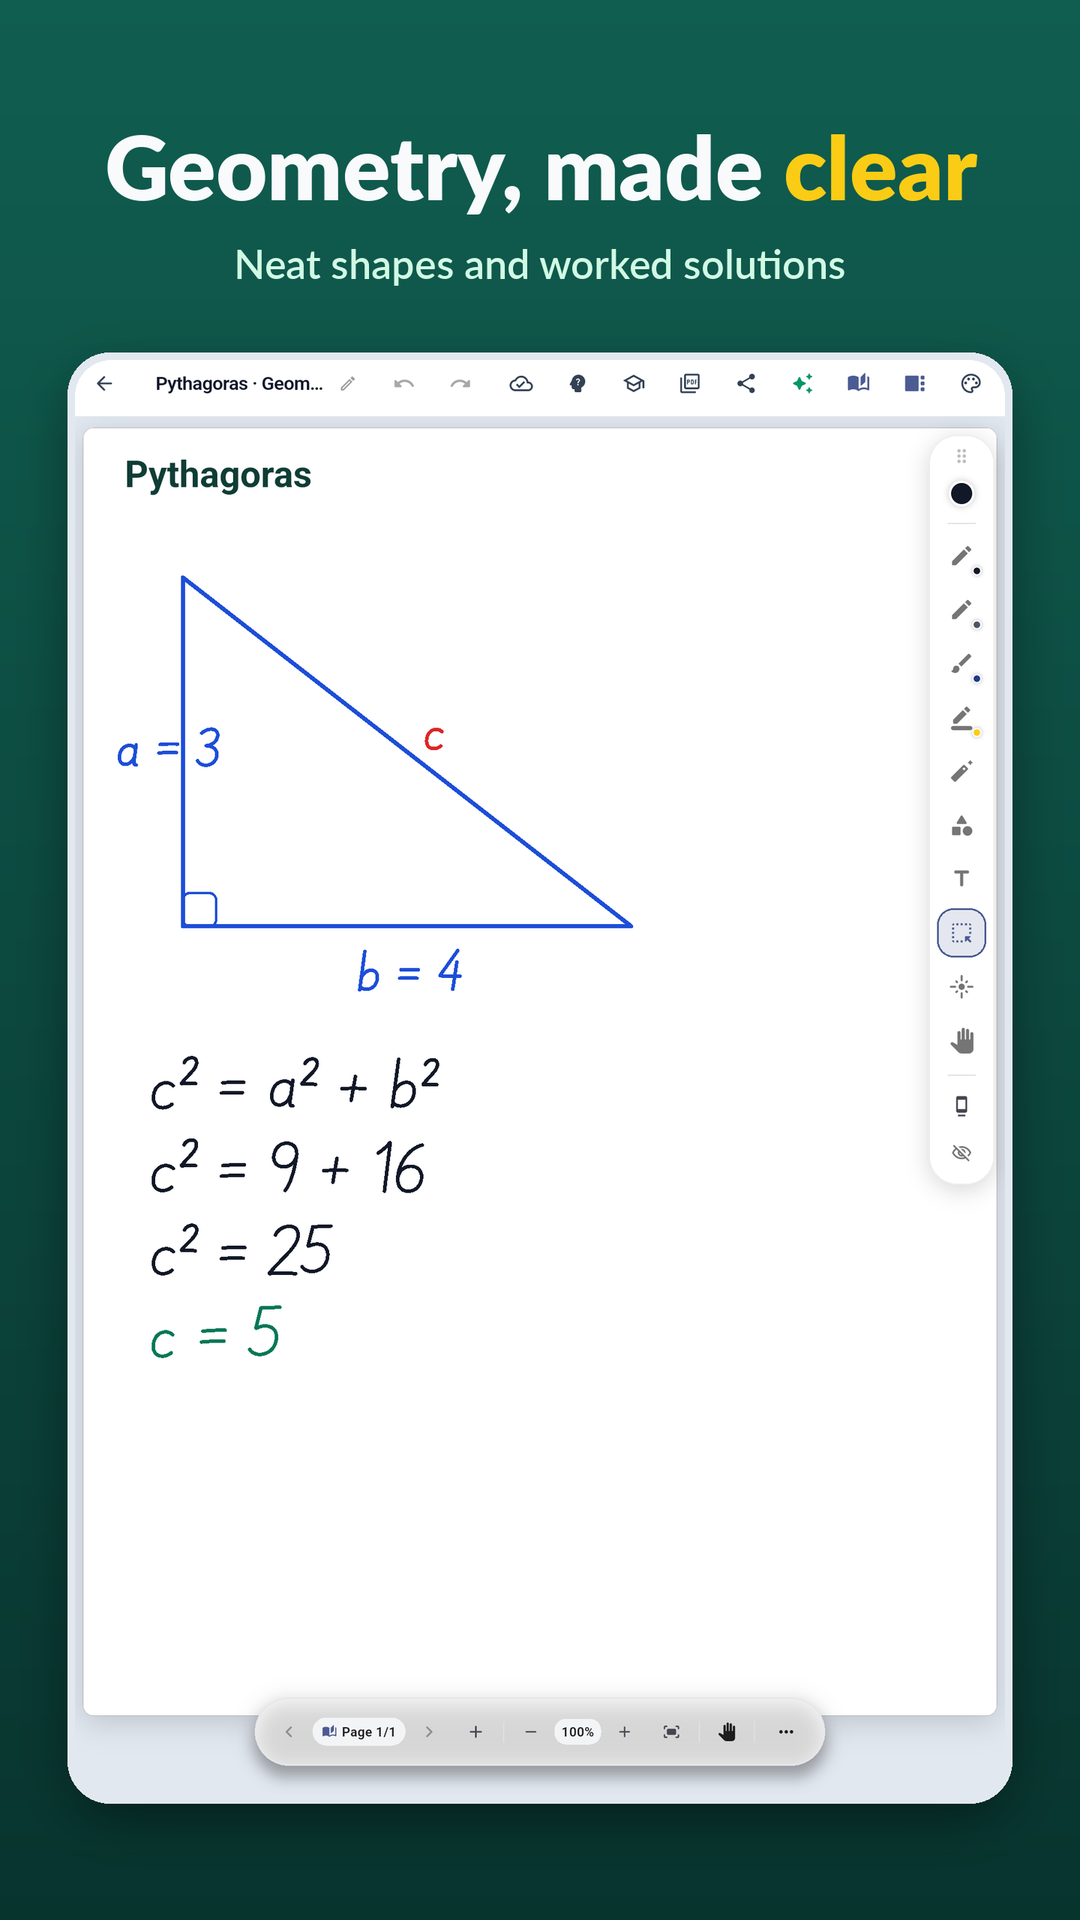 Geometry, made clear
Neat shapes and worked solutions
Pythagoras · Geom...
PDF
Pythagoras
a = 3
c
b = 4
c² = a² + b²
c² = 9 + 16
c² = 25
c = 5
T
Page 1/1
100%